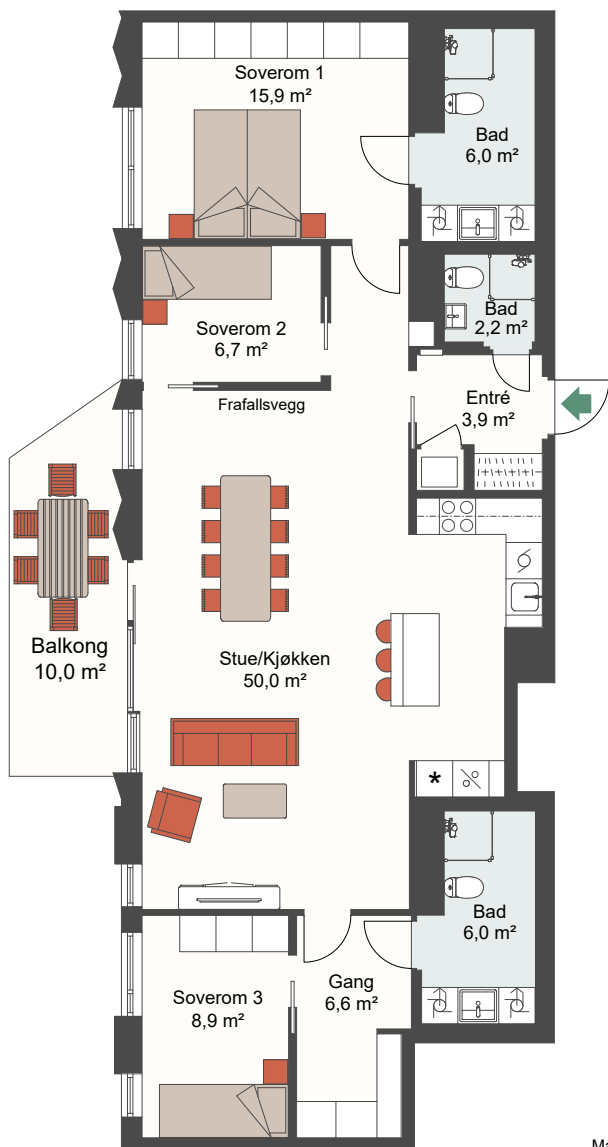 Soverom 1
15,9 m²
Bad
6,0 m²
Bad
2,2 m²
Soverom 2
6,7 m²
Entré
3,9 m²
Frafallsvegg
Balkong
10,0 m²
Stue/Kjøkken
50,0 m²
*
%
Bad
6,0 m²
Soverom 3
8,9 m²
Gang
6,6 m²